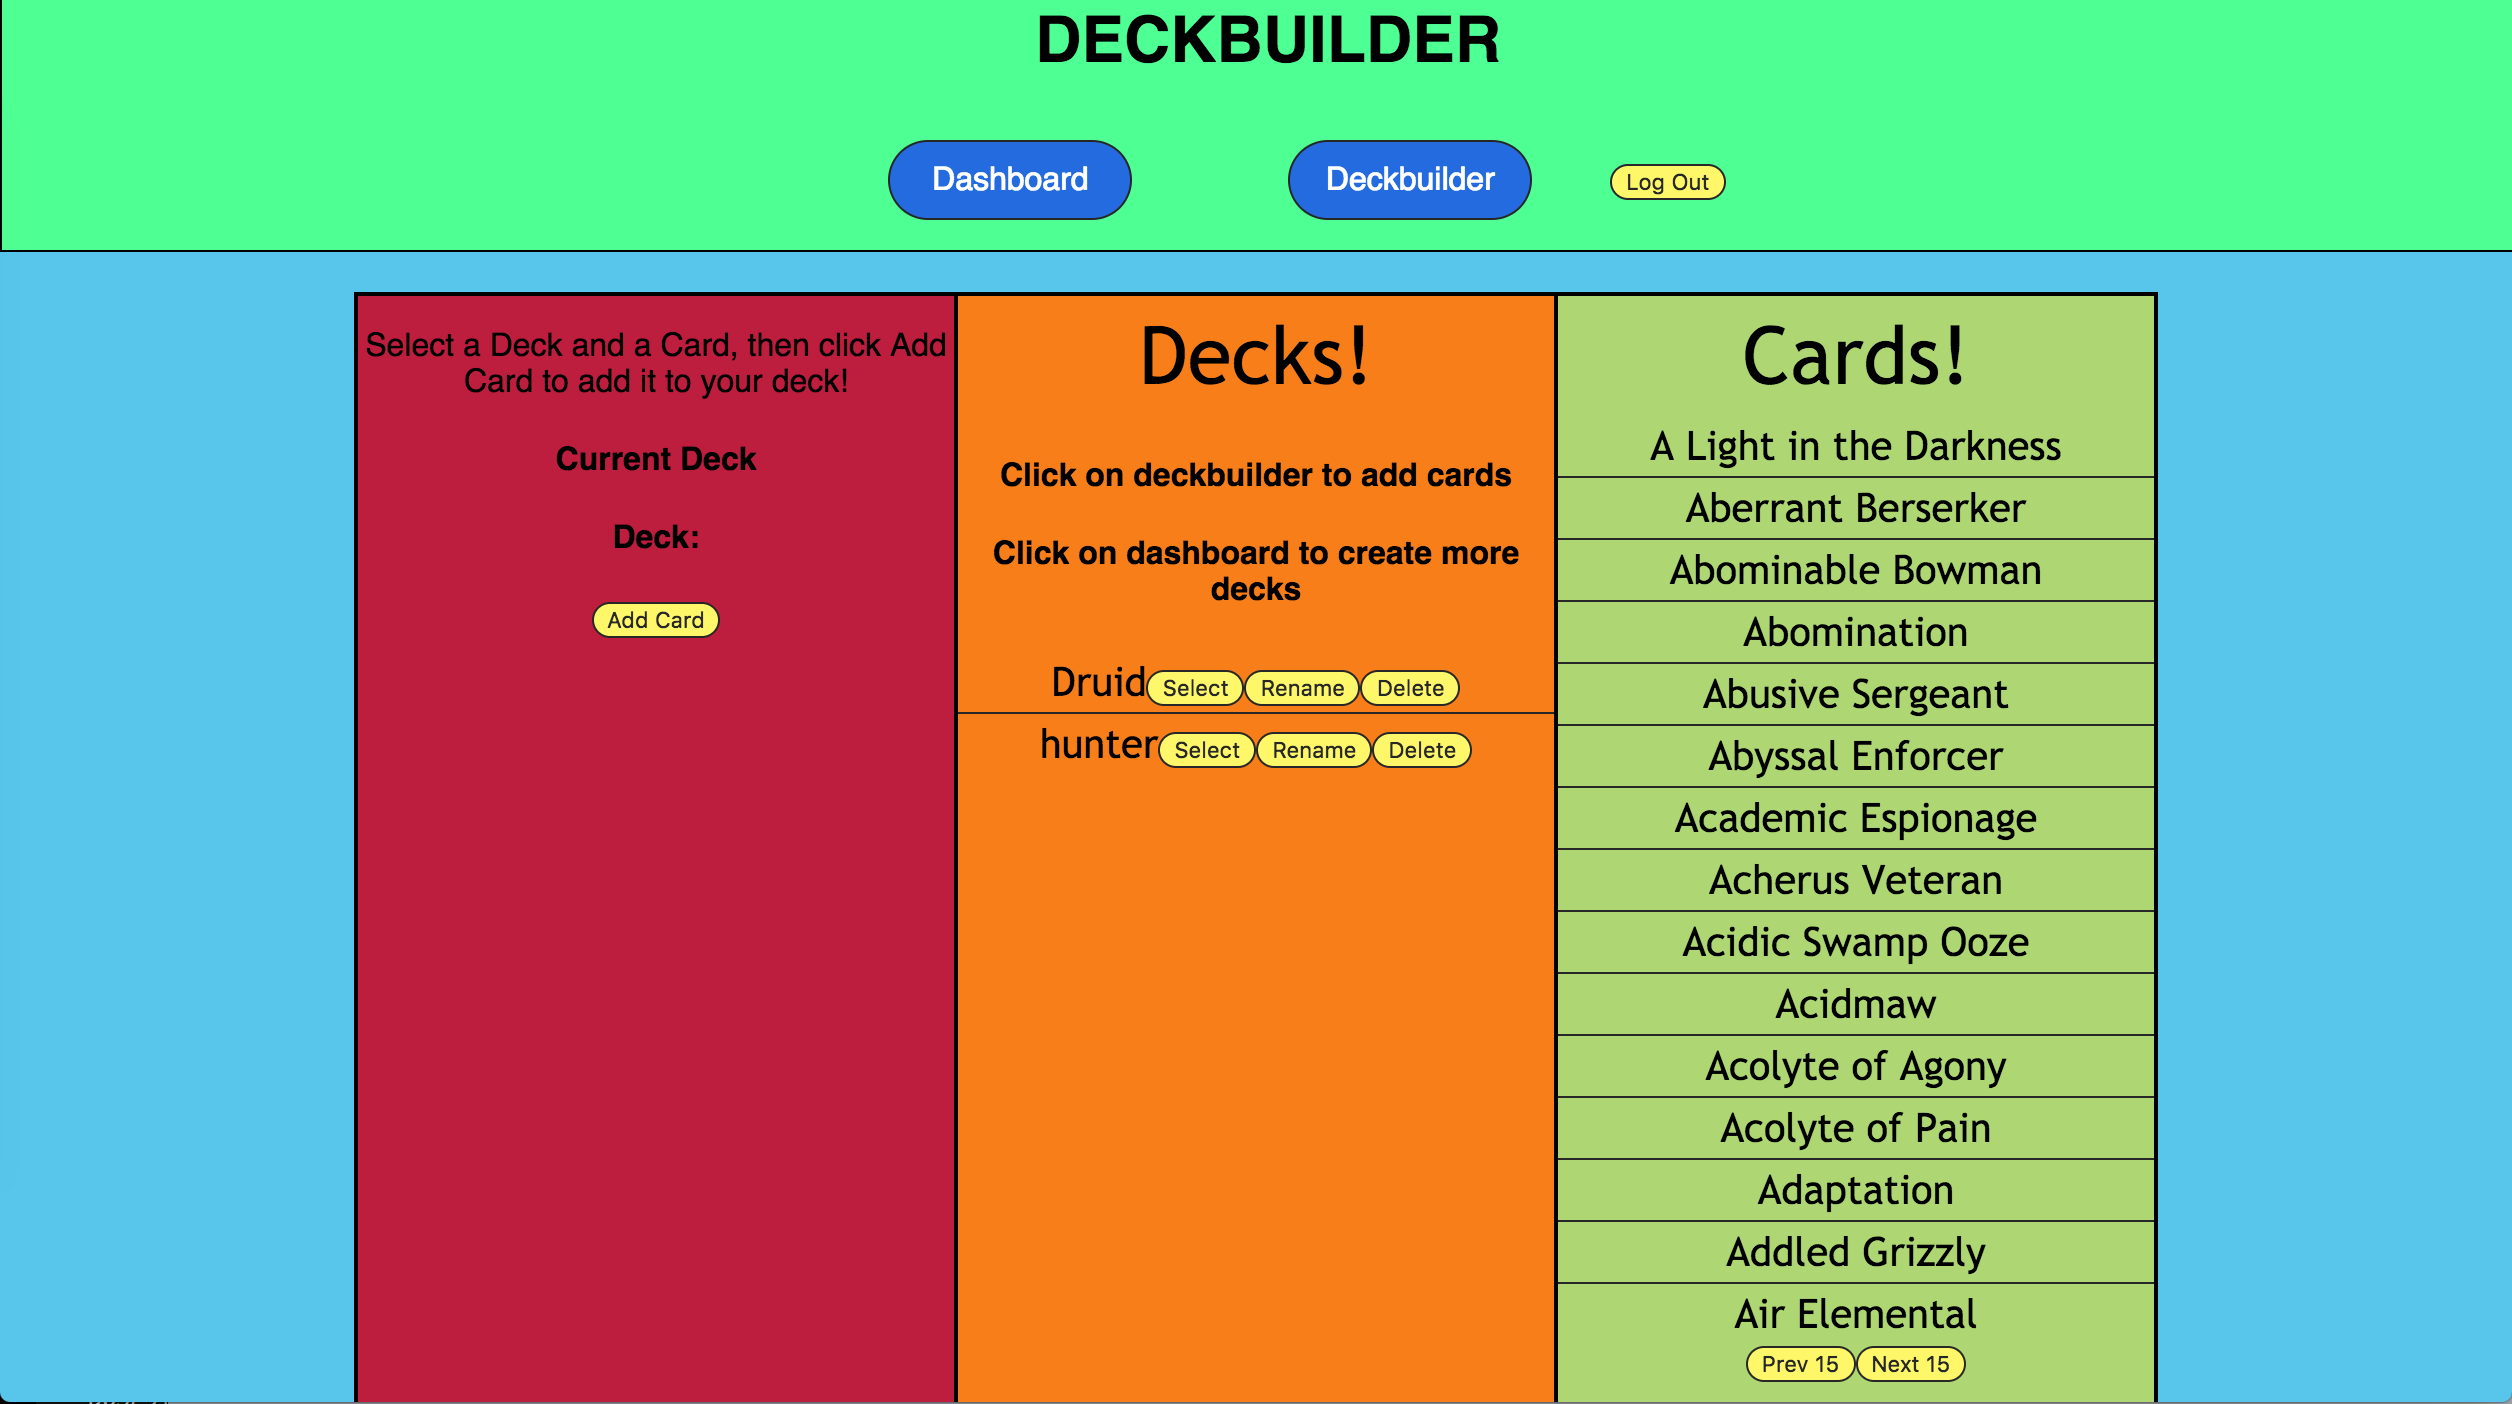 DECKBUILDER
Dashboard
Deckbuilder
Log Out
Select a Deck and a Card, then click Add
Card to add it to your deck!
Current Deck
Deck:
Add Card
Decks!
Click on deckbuilder to add cards
Click on dashboard to create more
decks
Druid Select Rename Delete
hunter Select Rename Delete
Cards!
A Light in the Darkness
Aberrant Berserker
Abominable Bowman
Abomination
Abusive Sergeant
Abyssal Enforcer
Academic Espionage
Acherus Veteran
Acidic Swamp Ooze
Acidmaw
Acolyte of Agony
Acolyte of Pain
Adaptation
Addled Grizzly
Air Elemental
Prev 15 Next 15